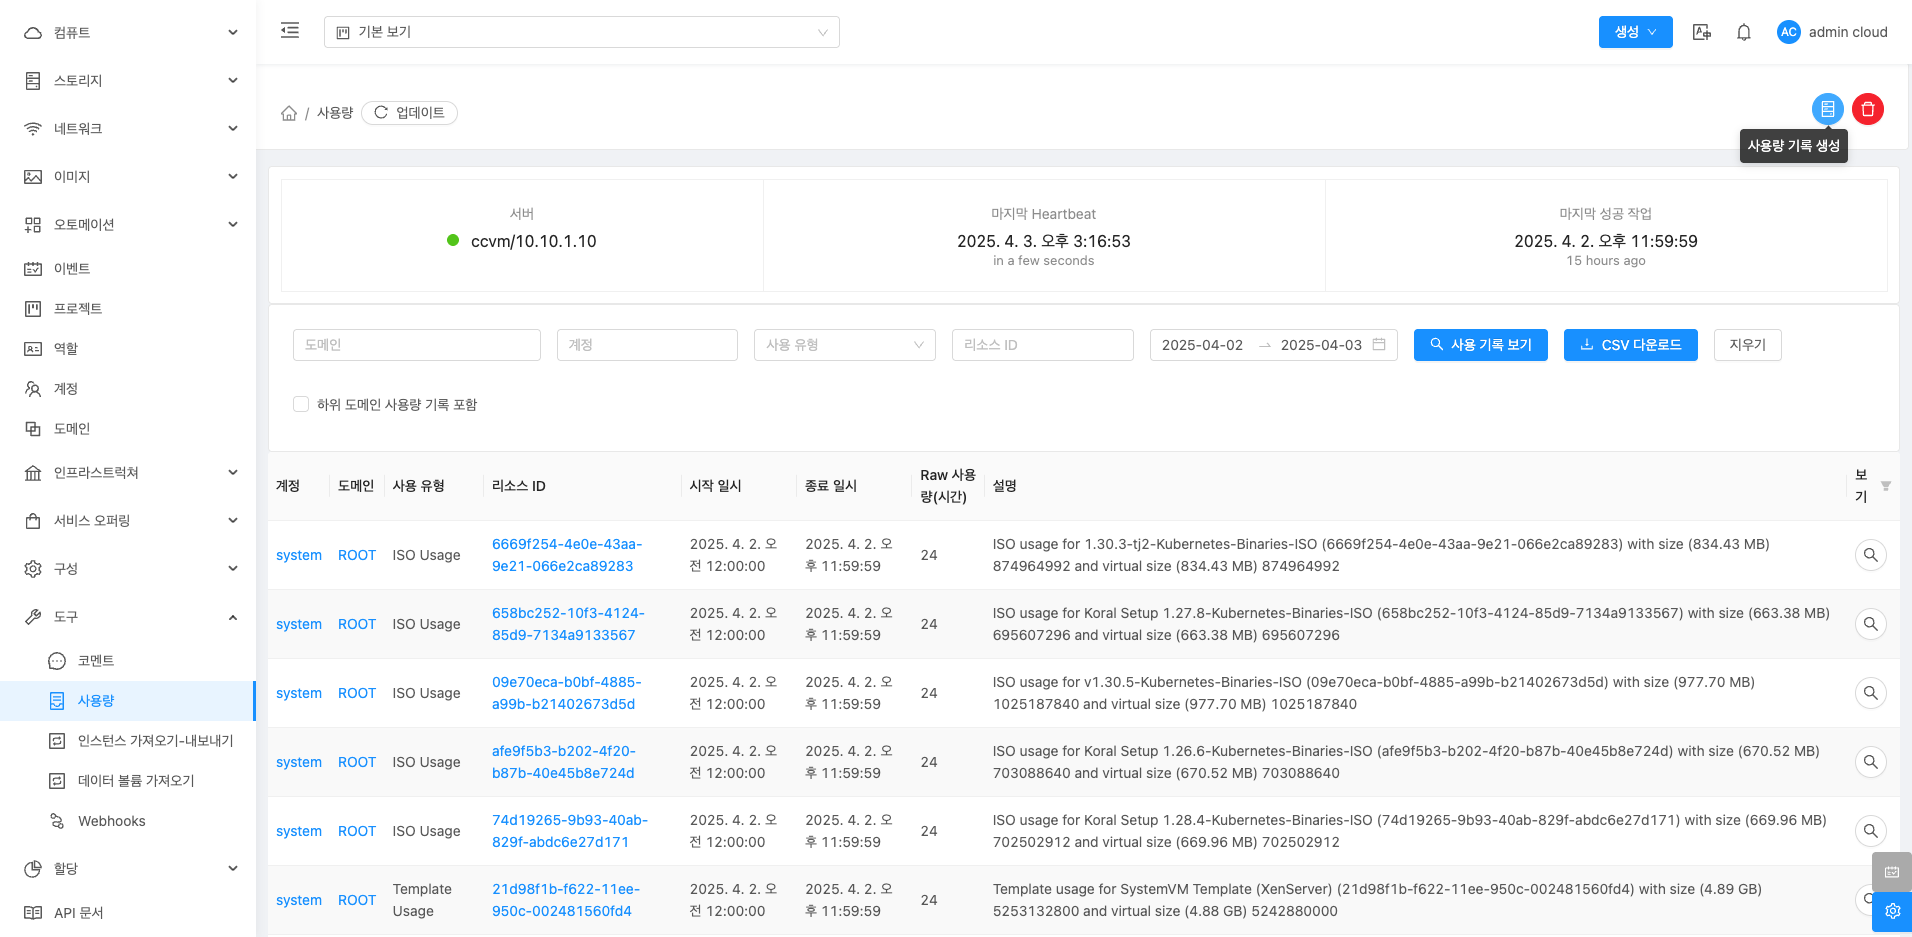 컴퓨트
스토리지
네트워크
이미지
오토메이션
이벤트
프로젝트
역할
계정
도메인
인프라스트럭쳐
서비스 오퍼링
구성
도구
코멘트
사용량
인스턴스 가져오기-내보내기
데이터 볼륨 가져오기
Webhooks
할당
API 문서
기본 보기
생성
AC admin cloud
/ 사용량 업데이트
사용량 기록 생성
서버
ccvm/10.10.1.10
마지막 Heartbeat
2025. 4. 3. 오후 3:16:53
in a few seconds
마지막 성공 작업
2025. 4. 2. 오후 11:59:59
15 hours ago
도메인 계정 사용 유형 리소스 ID 2025-04-02 → 2025-04-03 사용 기록 보기 CSV 다운로드 지우기
하위 도메인 사용량 기록 포함
계정 도메인 사용 유형 리소스 ID 시작 일시 종료 일시 Raw 사용 설명 보
량(시간) 기
system ROOT ISO Usage 6669f254-4e0e-43aa- 2025. 4. 2. 오 2025. 4. 2. 오 24 ISO usage for 1.30.3-tj2-Kubernetes-Binaries-ISO (6669f254-4e0e-43aa-9e21-066e2ca89283) with size (834.43 MB)
9e21-066e2ca89283 전 12:00:00 후 11:59:59 874964992 and virtual size (834.43 MB) 874964992
system ROOT ISO Usage 658bc252-10f3-4124- 2025. 4. 2. 오 2025. 4. 2. 오 24 ISO usage for Koral Setup 1.27.8-Kubernetes-Binaries-ISO (658bc252-10f3-4124-85d9-7134a9133567) with size (663.38 MB)
85d9-7134a9133567 전 12:00:00 후 11:59:59 695607296 and virtual size (663.38 MB) 695607296
system ROOT ISO Usage 09e70eca-b0bf-4885- 2025. 4. 2. 오 2025. 4. 2. 오 24 ISO usage for v1.30.5-Kubernetes-Binaries-ISO (09e70eca-b0bf-4885-a99b-b21402673d5d) with size (977.70 MB)
a99b-b21402673d5d 전 12:00:00 후 11:59:59 1025187840 and virtual size (977.70 MB) 1025187840
system ROOT ISO Usage afe9f5b3-b202-4f20- 2025. 4. 2. 오 2025. 4. 2. 오 24 ISO usage for Koral Setup 1.26.6-Kubernetes-Binaries-ISO (afe9f5b3-b202-4f20-b87b-40e45b8e724d) with size (670.52 MB)
b87b-40e45b8e724d 전 12:00:00 후 11:59:59 703088640 and virtual size (670.52 MB) 703088640
system ROOT ISO Usage 74d19265-9b93-40ab- 2025. 4. 2. 오 2025. 4. 2. 오 24 ISO usage for Koral Setup 1.28.4-Kubernetes-Binaries-ISO (74d19265-9b93-40ab-829f-abdc6e27d171) with size (669.96 MB)
829f-abdc6e27d171 전 12:00:00 후 11:59:59 702502912 and virtual size (669.96 MB) 702502912
system ROOT Template 21d98f1b-f622-11ee- 2025. 4. 2. 오 2025. 4. 2. 오 24 Template usage for SystemVM Template (XenServer) (21d98f1b-f622-11ee-950c-002481560fd4) with size (4.89 GB)
Usage 950c-002481560fd4 전 12:00:00 후 11:59:59 5253132800 and virtual size (4.88 GB) 5242880000